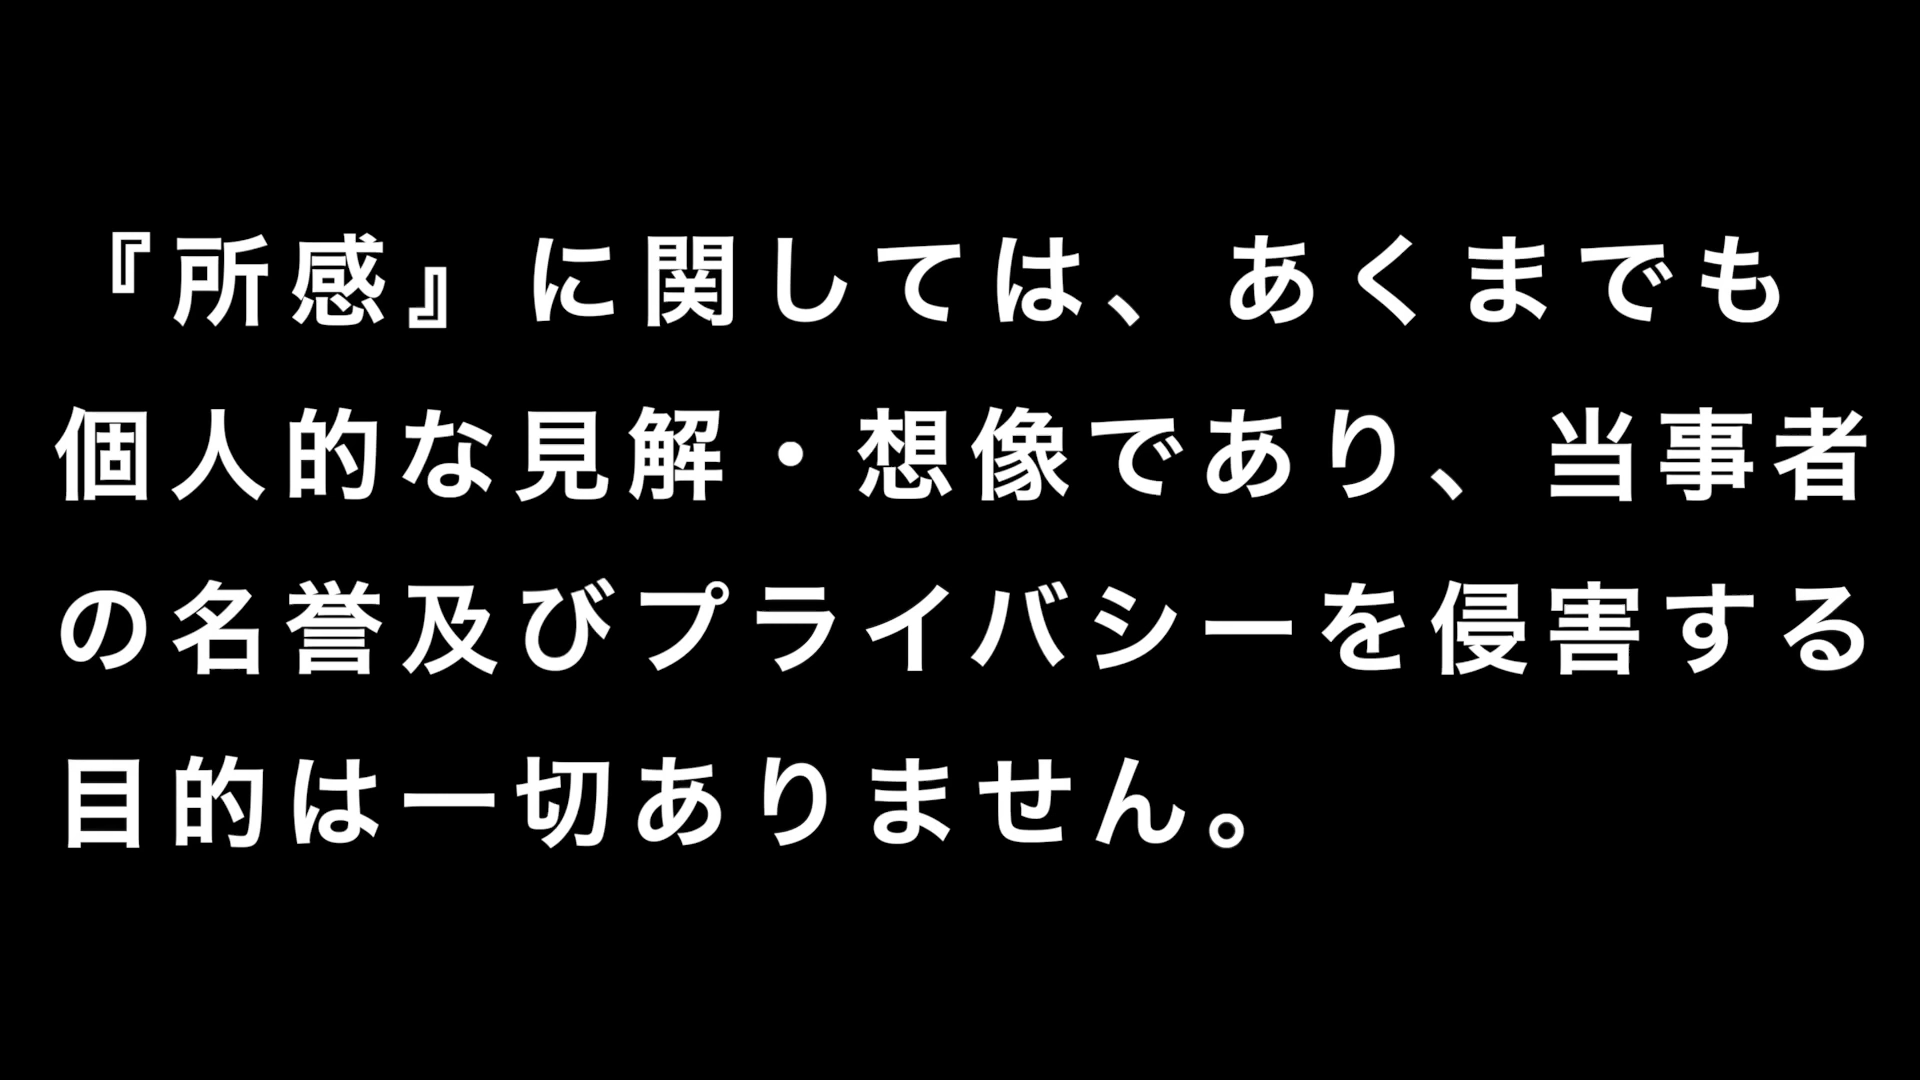 『所感』に関しては、あくまでも
個人的な見解・想像であり、当事者
の名誉及びプライバシーを侵害する
目的は一切ありません。